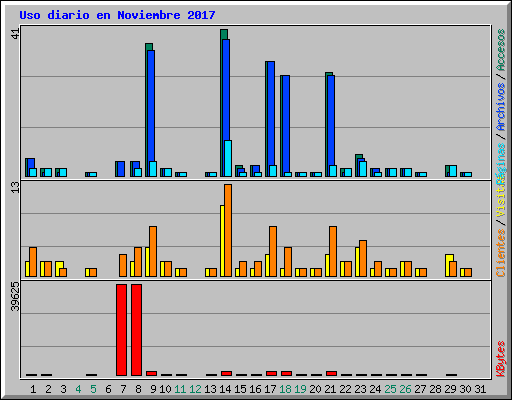 Uso diario en Noviembre 2017
41
13
39625
Accesos
/
Archivos
/
Páginas
Visitas
/
Clientes
KBytes
1 2 3 4 5 6 7 8 9 10 11 12 13 14 15 16 17 18 19 20 21 22 23 24 25 26 27 28 29 30 31